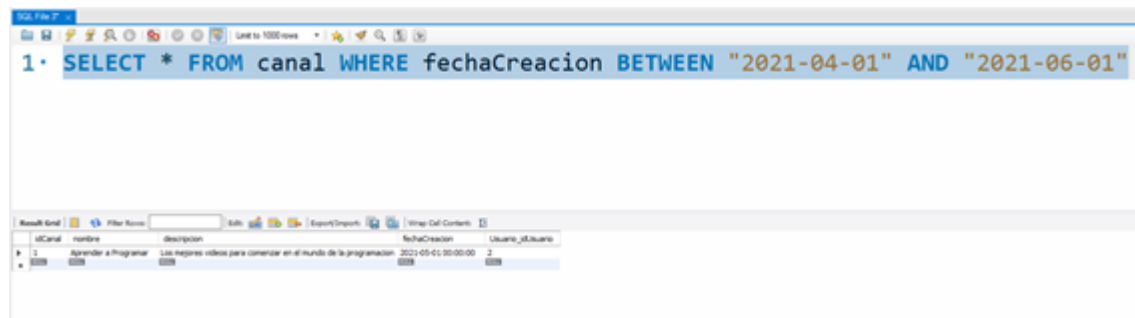 SQL File 3*
Limit to 1000 rows
1 SELECT * FROM canal WHERE fechaCreacion BETWEEN "2021-04-01" AND "2021-06-01"
Result Grid Filter Rows: Edit: Export/Import: Wrap Cell Content:
idCanal nombre descripcion fechaCreacion Usuario_idUsuario
1 Aprender a Programar Los mejores videos para comenzar en el mundo de la programacion 2021-05-01 00:00:00 2
NULL NULL NULL NULL NULL